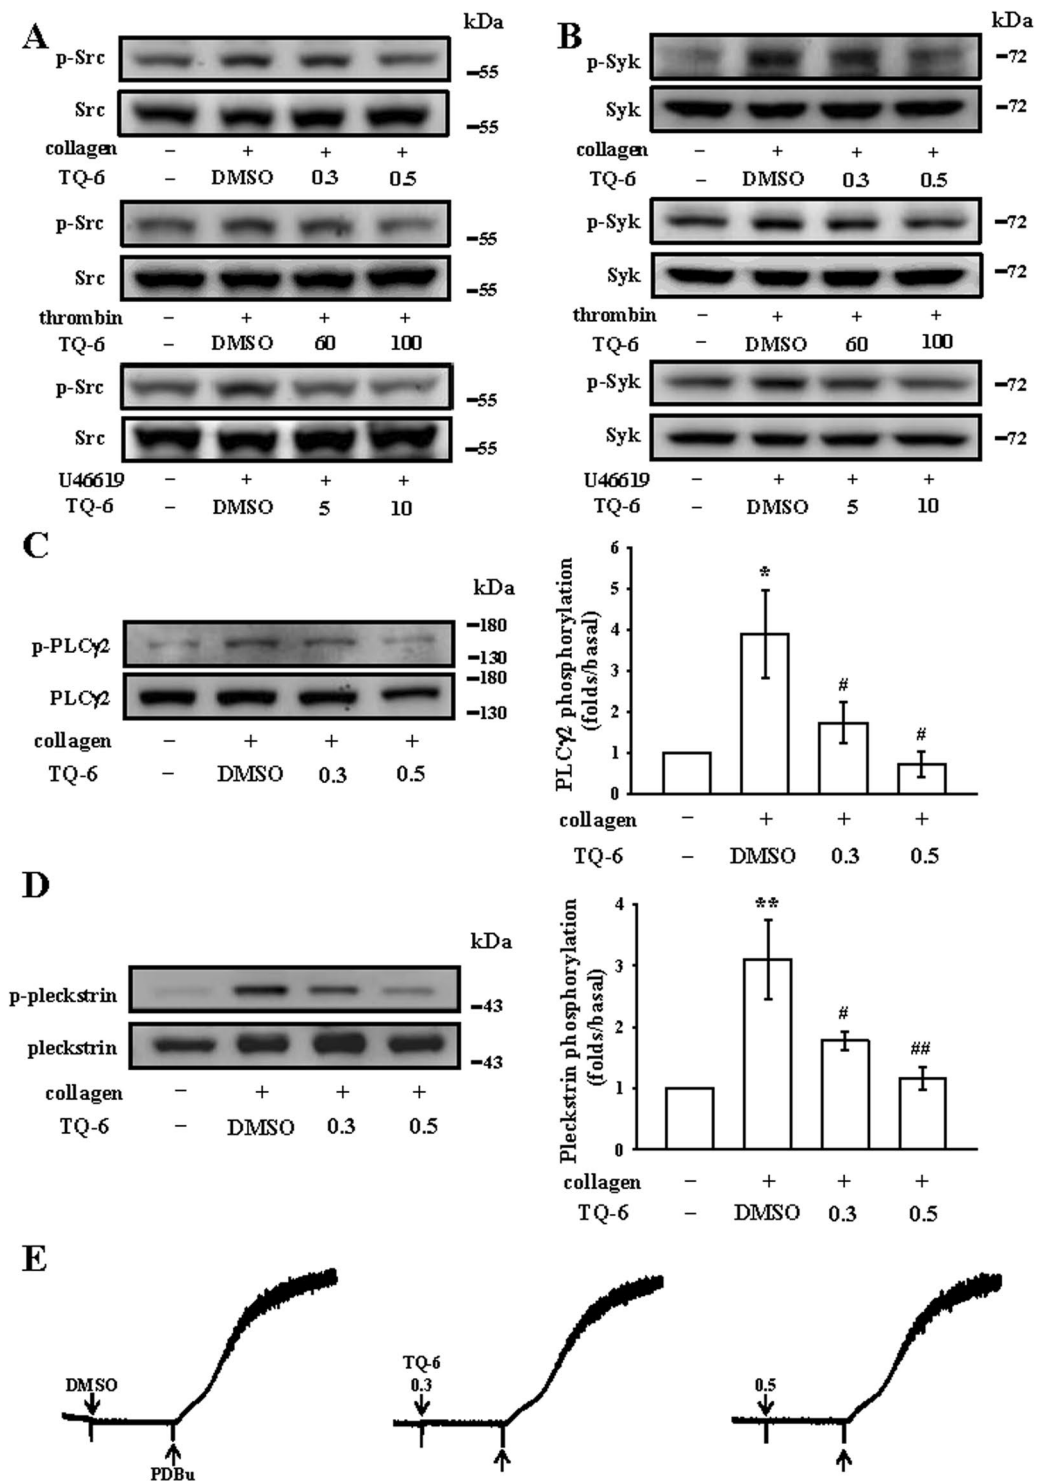 A
kDa
p-Src
-55
Src
-55
collagen - + + +
TQ-6 - DMSO 0.3 0.5
p-Src
-55
Src
-55
thrombin - + + +
TQ-6 - DMSO 60 100
p-Src
-55
Src
-55
U46619 - + + +
TQ-6 - DMSO 5 10
B
kDa
p-Syk
-72
Syk
-72
collagen - + + +
TQ-6 - DMSO 0.3 0.5
p-Syk
-72
Syk
-72
thrombin - + + +
TQ-6 - DMSO 60 100
p-Syk
-72
Syk
-72
U46619 - + + +
TQ-6 - DMSO 5 10
C
kDa
-180
p-PLCγ2
-130
-180
PLCγ2
-130
collagen - + + +
TQ-6 - DMSO 0.3 0.5
PLCγ2 phosphorylation
(folds/basal)
6
5
4
3
2
1
0
*
#
#
collagen - + + +
TQ-6 - DMSO 0.3 0.5
D
kDa
p-pleckstrin
-43
pleckstrin
-43
collagen - + + +
TQ-6 - DMSO 0.3 0.5
Pleckstrin phosphorylation
(folds/basal)
4
3
2
1
0
**
#
##
collagen - + + +
TQ-6 - DMSO 0.3 0.5
E
DMSO
PDBu
TQ-6
0.3
0.5